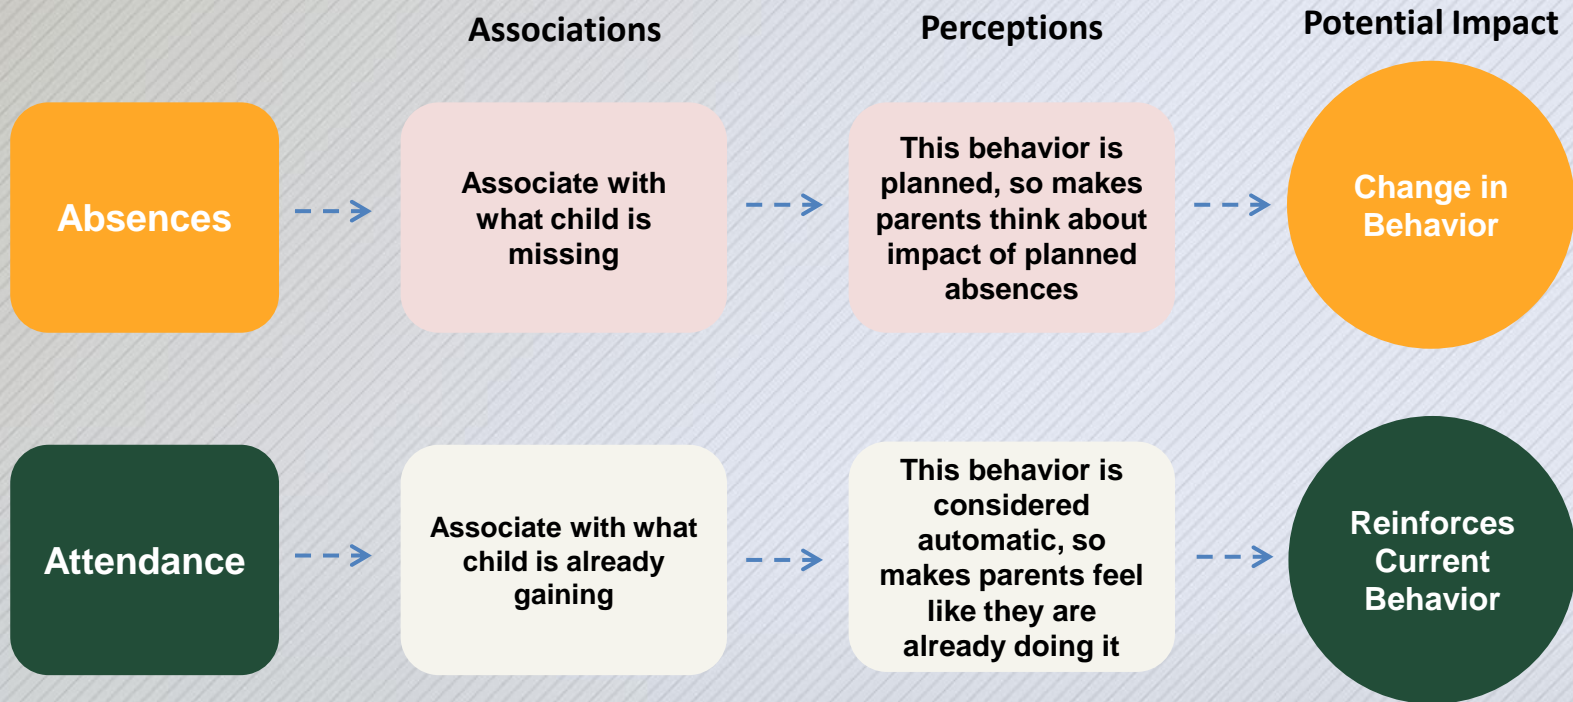 Associations
Perceptions
Potential Impact
Absences
Associate with
what child is
missing
This behavior is
planned, so makes
parents think about
impact of planned
absences
Change in
Behavior
Attendance
Associate with what
child is already
gaining
This behavior is
considered
automatic, so
makes parents feel
like they are
already doing it
Reinforces
Current
Behavior